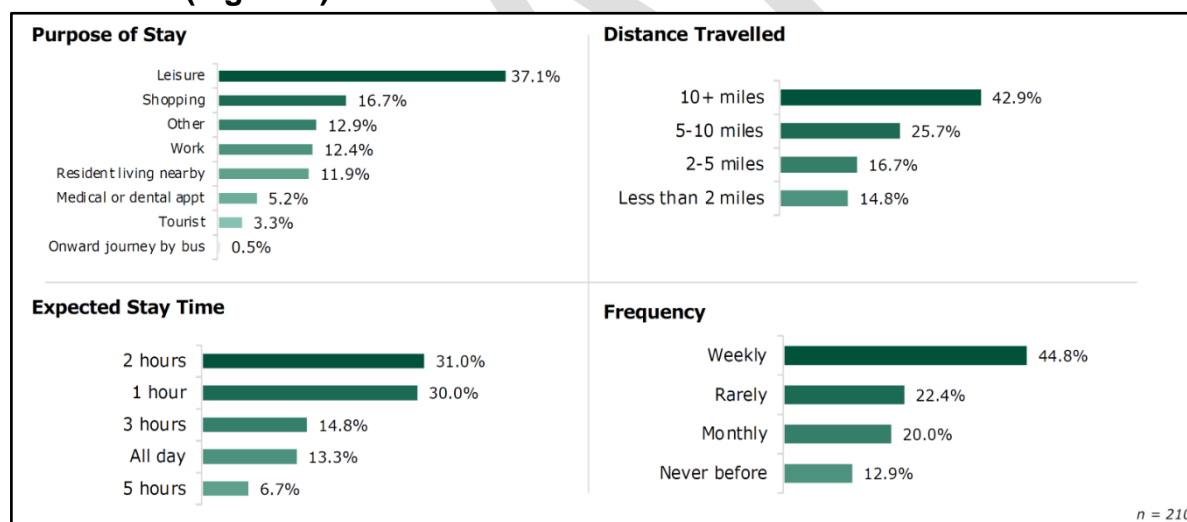 Purpose of Stay
Leisure 37.1%
Shopping 16.7%
Other 12.9%
Work 12.4%
Resident living nearby 11.9%
Medical or dental appt 5.2%
Tourist 3.3%
Onward journey by bus 0.5%
Distance Travelled
10+ miles 42.9%
5-10 miles 25.7%
2-5 miles 16.7%
Less than 2 miles 14.8%
Expected Stay Time
2 hours 31.0%
1 hour 30.0%
3 hours 14.8%
All day 13.3%
5 hours 6.7%
Frequency
Weekly 44.8%
Rarely 22.4%
Monthly 20.0%
Never before 12.9%
n = 210